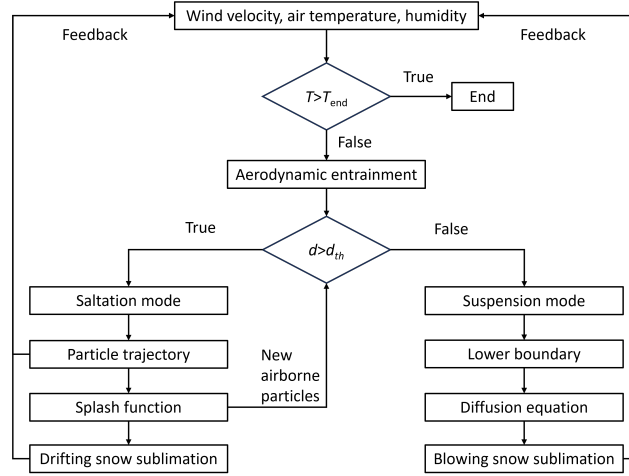 Wind velocity, air temperature, humidity
Feedback
Feedback
True
T>Tend
End
False
Aerodynamic entrainment
True
False
d>dth
Saltation mode
Suspension mode
Particle trajectory
New
airborne
particles
Lower boundary
Splash function
Diffusion equation
Drifting snow sublimation
Blowing snow sublimation